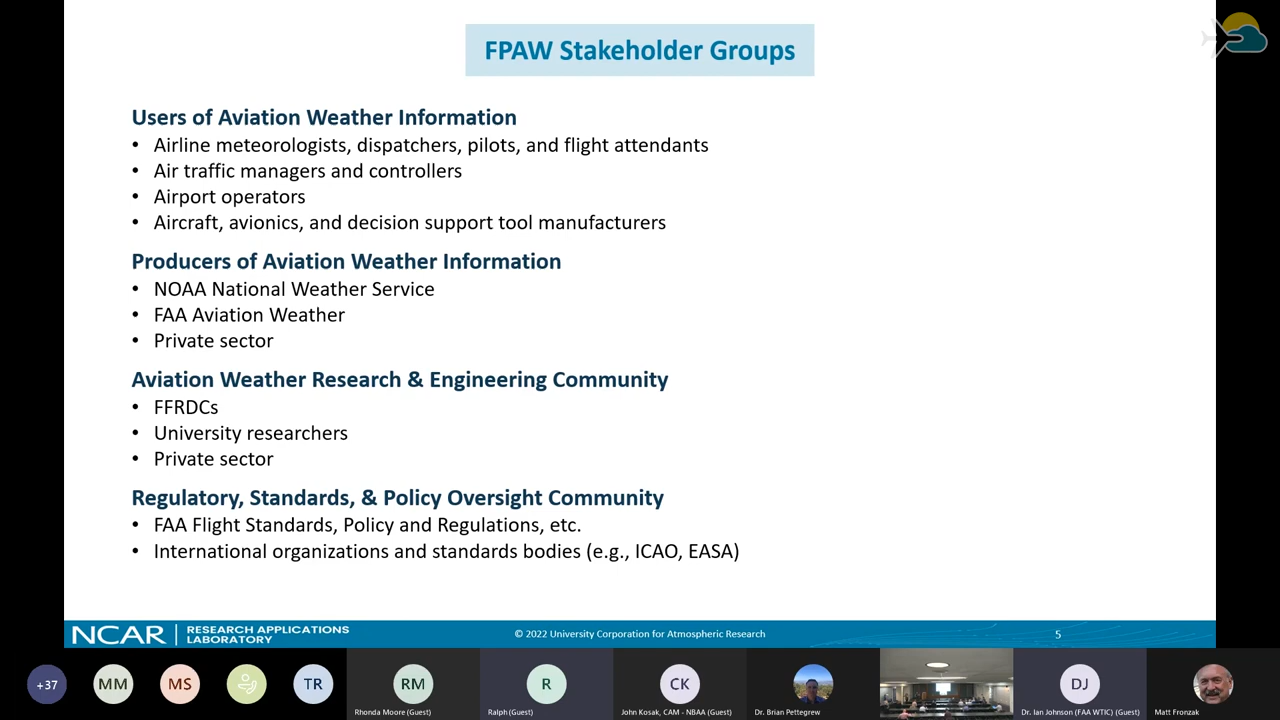 FPAW Stakeholder Groups
Users of Aviation Weather Information
• Airline meteorologists, dispatchers, pilots, and flight attendants
• Air traffic managers and controllers
• Airport operators
• Aircraft, avionics, and decision support tool manufacturers
Producers of Aviation Weather Information
• NOAA National Weather Service
• FAA Aviation Weather
• Private sector
Aviation Weather Research & Engineering Community
• FFRDCs
• University researchers
• Private sector
Regulatory, Standards, & Policy Oversight Community
• FAA Flight Standards, Policy and Regulations, etc.
• International organizations and standards bodies (e.g., ICAO, EASA)
NCAR | RESEARCH APPLICATIONS
LABORATORY
© 2022 University Corporation for Atmospheric Research
5
+37
MM
MS
TR
RM
R
CK
DJ
Rhonda Moore (Guest)
Ralph (Guest)
John Kosak, CAM - NBAA (Guest)
Dr. Brian Pettegrew
Dr. Ian Johnson (FAA WTIC) (Guest)
Matt Fronzak